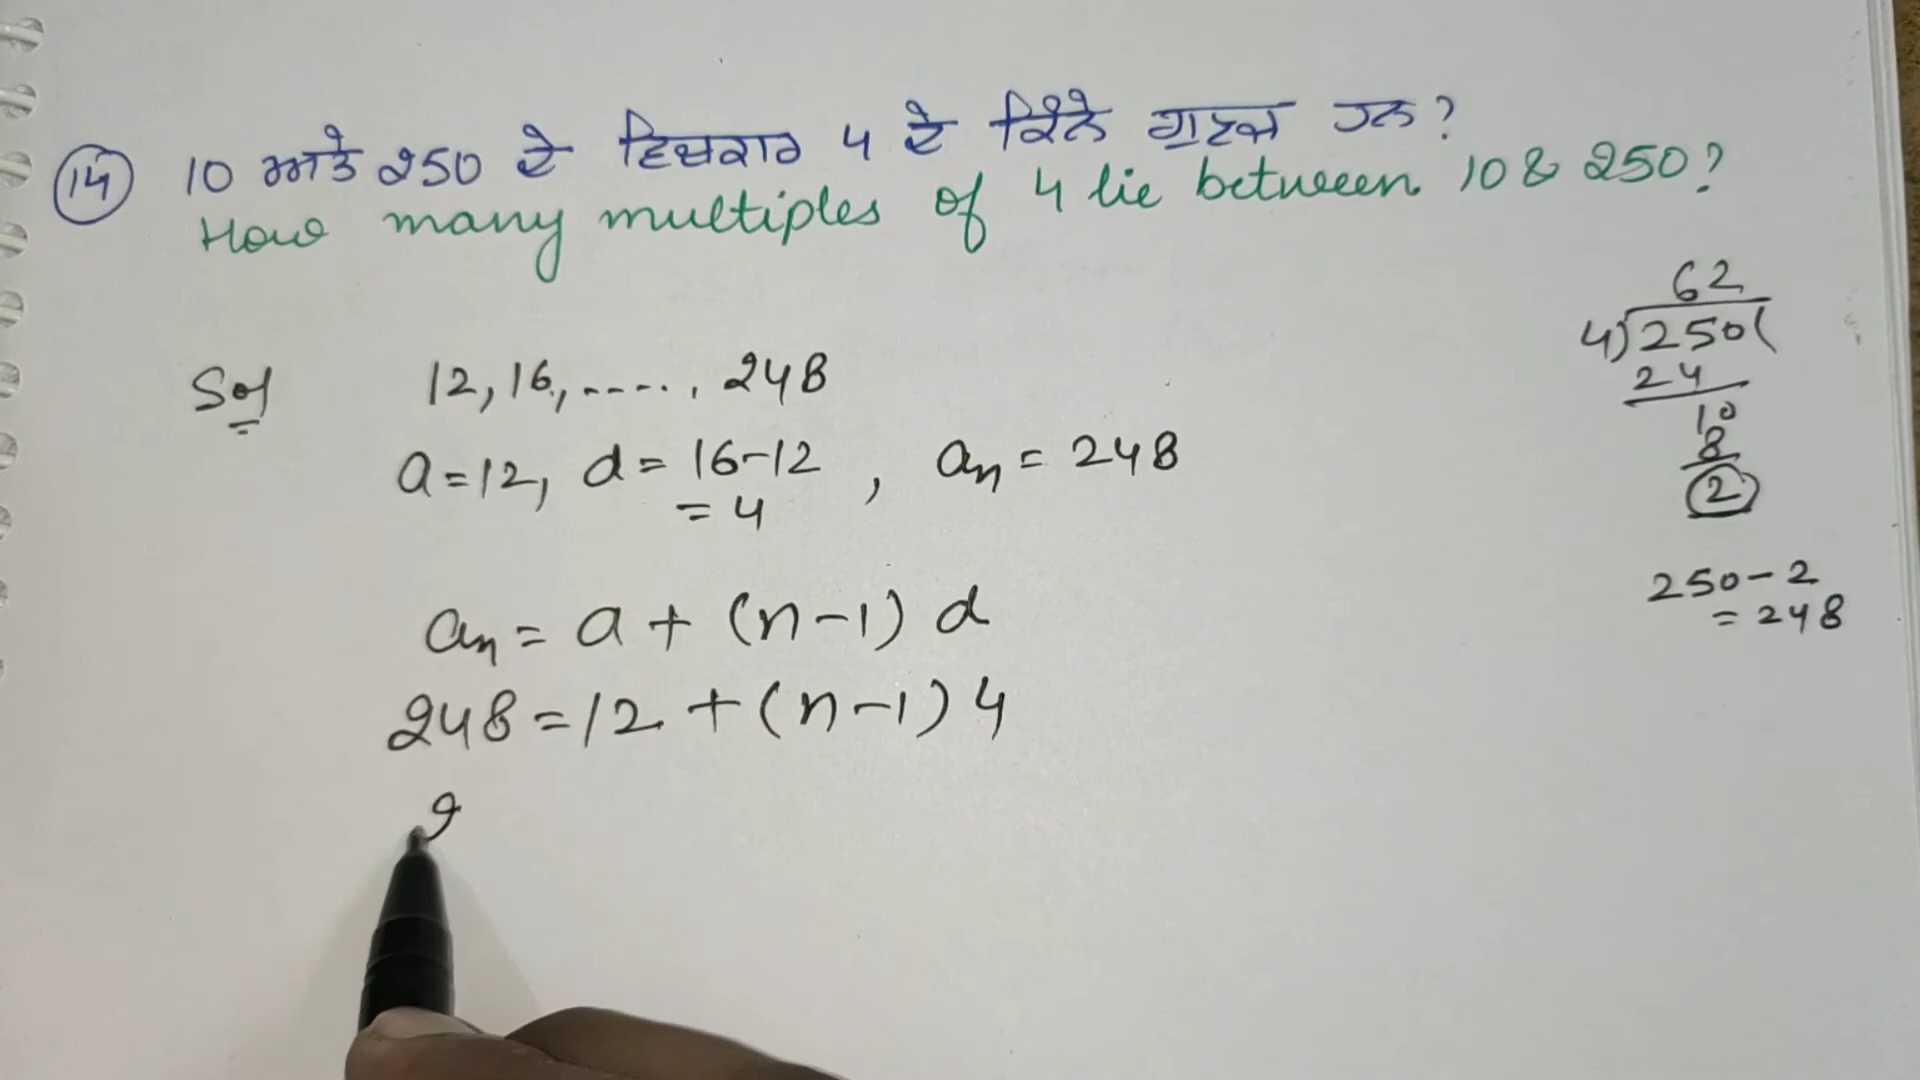 (14) 10 ਅਤੇ 250 ਦੇ ਵਿਚਕਾਰ 4 ਦੇ ਕਿੰਨੇ ਗੁਣਜ ਹਨ?
How many multiples of 4 lie between 10 & 250?
Sol 12, 16, ----, 248
a = 12, d = 16-12, an = 248
= 4
an = a + (n-1) d
248 = 12 + (n-1) 4
62
4)250(
24
10
8
2
250-2
= 248